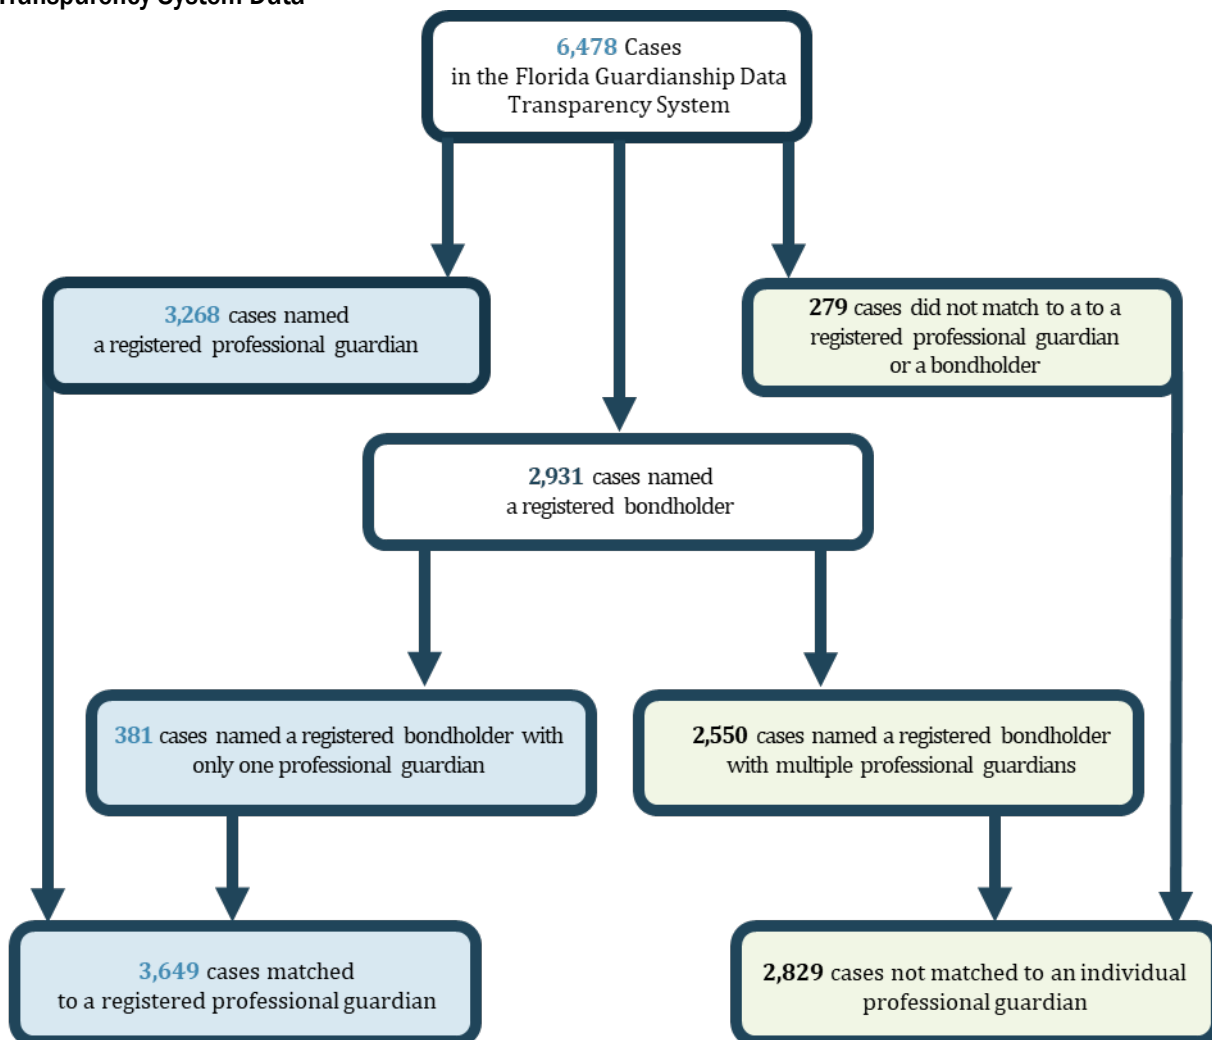 Transparency System Data
6,478 Cases
in the Florida Guardianship Data
Transparency System
3,268 cases named
a registered professional guardian
279 cases did not match to a to a
registered professional guardian
or a bondholder
2,931 cases named
a registered bondholder
381 cases named a registered bondholder with
only one professional guardian
2,550 cases named a registered bondholder
with multiple professional guardians
3,649 cases matched
to a registered professional guardian
2,829 cases not matched to an individual
professional guardian